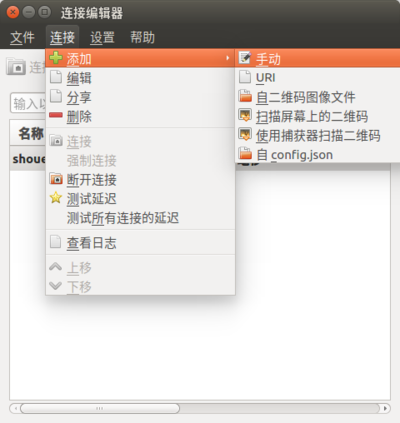 连接编辑器
文件 连接 设置 帮助
添加
编辑
分享
删除
连接
强制连接
断开连接
测试延迟
测试所有连接的延迟
查看日志
上移
下移
手动
URI
自二维码图像文件
扫描屏幕上的二维码
使用捕获器扫描二维码
自 config.json
连
输入以
名称
shoue